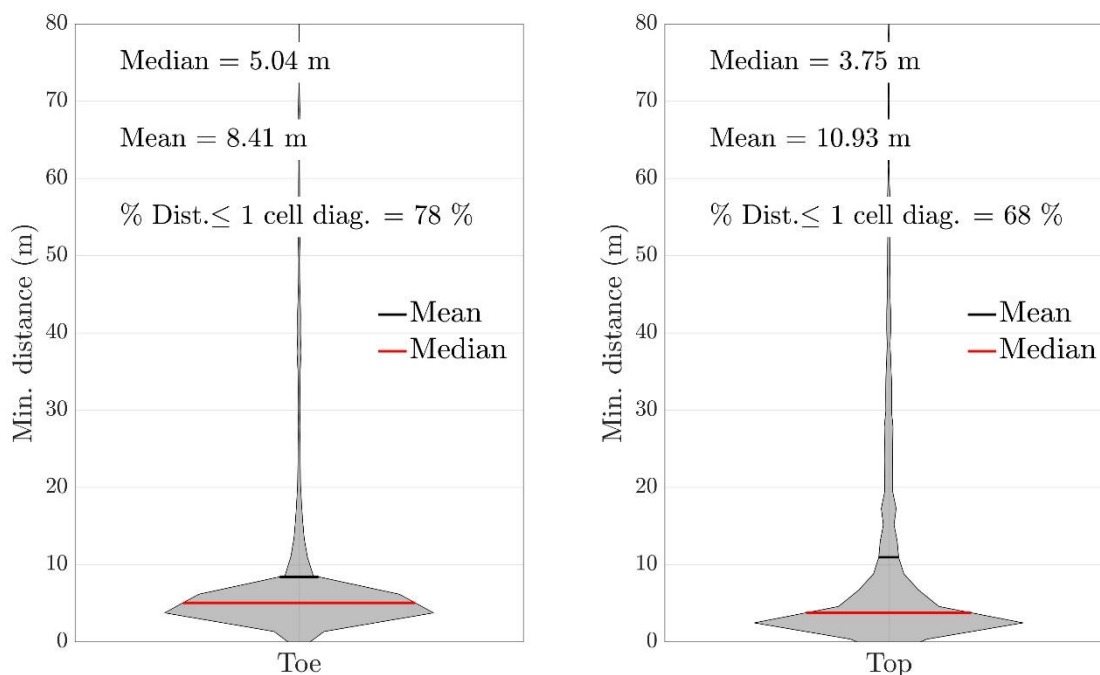 80
70
60
50
40
30
20
10
0
Min. distance (m)
Median = 5.04 m
Mean = 8.41 m
% Dist.≤ 1 cell diag. = 78 %
Mean
Median
Toe
80
70
60
50
40
30
20
10
0
Min. distance (m)
Median = 3.75 m
Mean = 10.93 m
% Dist.≤ 1 cell diag. = 68 %
Mean
Median
Top